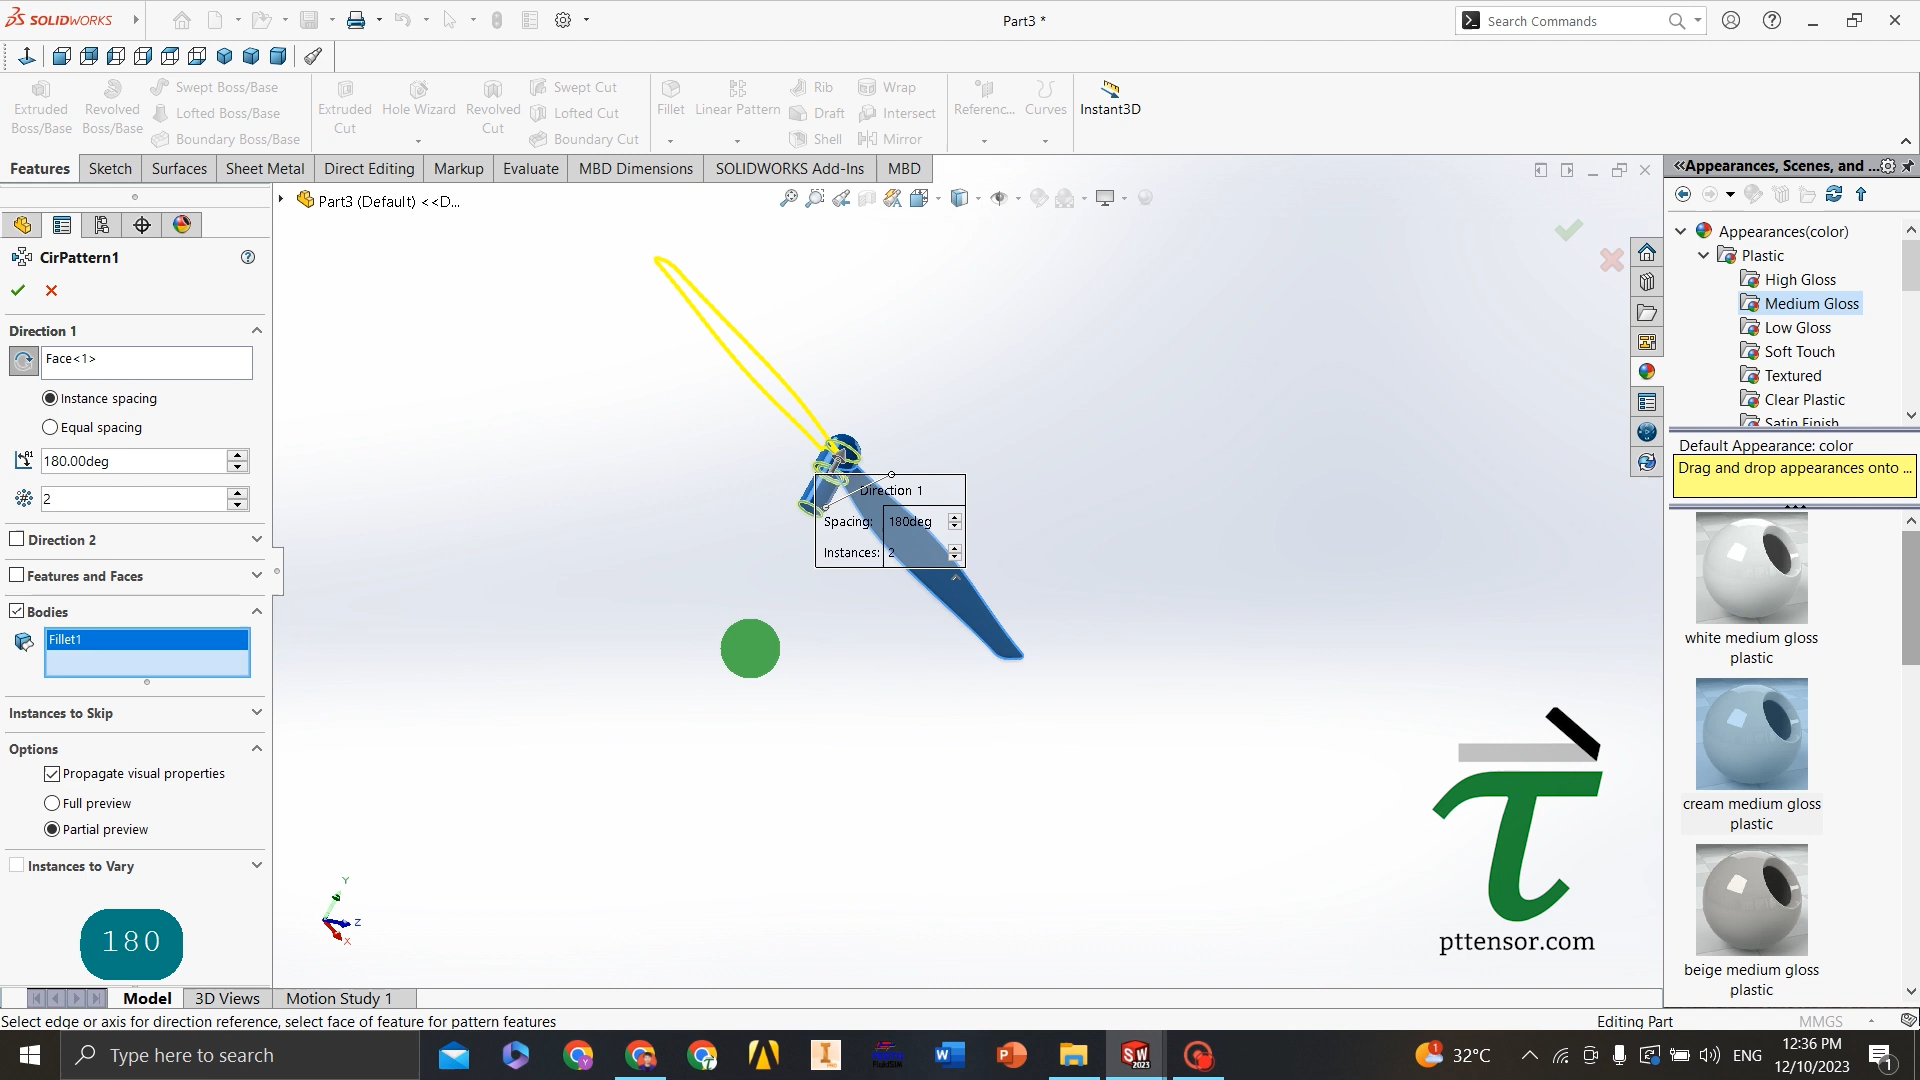 SOLIDWORKS
Part3 *
Search Commands
Extruded Boss/Base
Revolved Boss/Base
Swept Boss/Base
Lofted Boss/Base
Boundary Boss/Base
Extruded Cut
Hole Wizard
Revolved Cut
Swept Cut
Lofted Cut
Boundary Cut
Fillet
Linear Pattern
Rib
Draft
Shell
Wrap
Intersect
Mirror
Referenc...
Curves
Instant3D
Features
Sketch
Surfaces
Sheet Metal
Direct Editing
Markup
Evaluate
MBD Dimensions
SOLIDWORKS Add-Ins
MBD
Part3 (Default) <<D...
CirPattern1
Direction 1
Face<1>
Instance spacing
Equal spacing
180.00deg
2
Direction 2
Features and Faces
Bodies
Fillet1
Instances to Skip
Options
Propagate visual properties
Full preview
Partial preview
Instances to Vary
180
Direction 1
Spacing: 180deg
Instances: 2
Y
Z
X
pttensor.com
Appearances, Scenes, and ...
Appearances(color)
Plastic
High Gloss
Medium Gloss
Low Gloss
Soft Touch
Textured
Clear Plastic
Satin Finish
Default Appearance: color
Drag and drop appearances onto ...
white medium gloss
plastic
cream medium gloss
plastic
beige medium gloss
plastic
Model
3D Views
Motion Study 1
Select edge or axis for direction reference, select face of feature for pattern features
Editing Part
MMGS
Type here to search
32°C
ENG
12:36 PM
12/10/2023
1